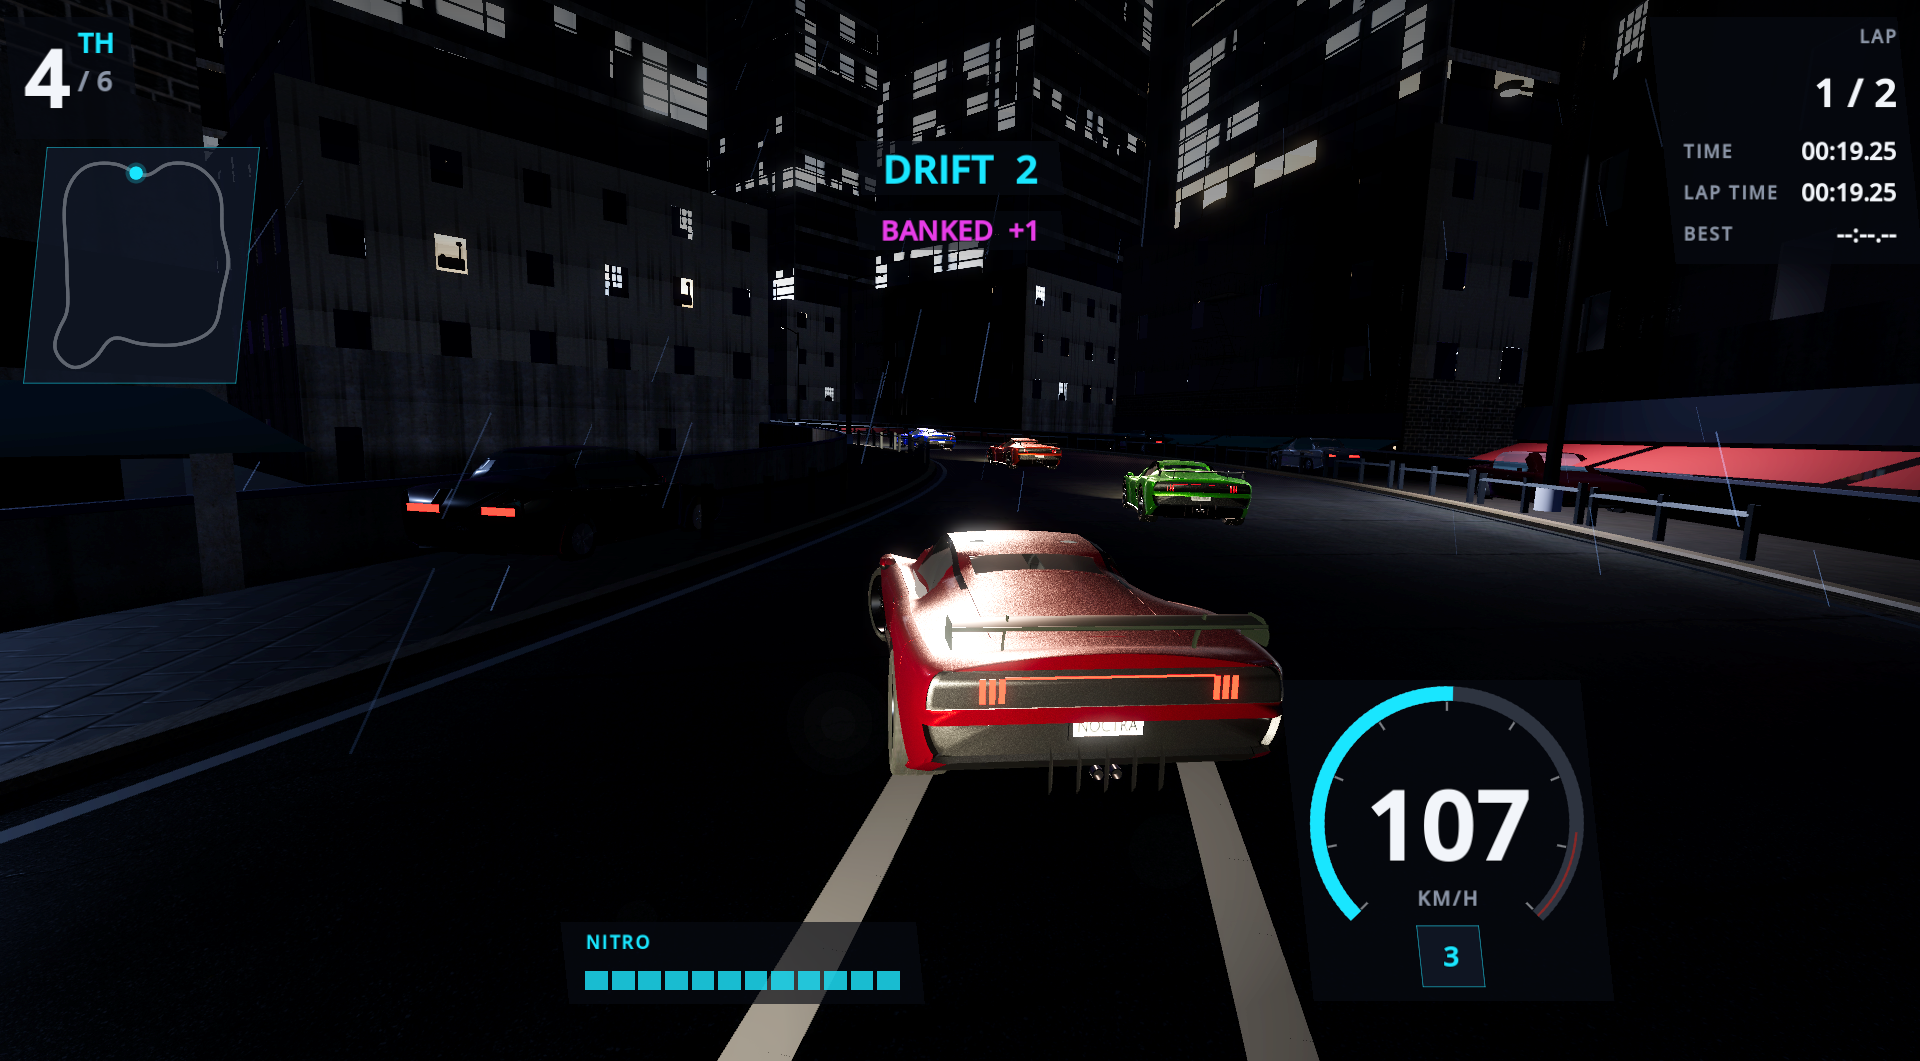 4 TH / 6
LAP
1 / 2
TIME 00:19.25
LAP TIME 00:19.25
BEST --:--.--
DRIFT 2
BANKED +1
NOCTRA
107
KM/H
3
NITRO